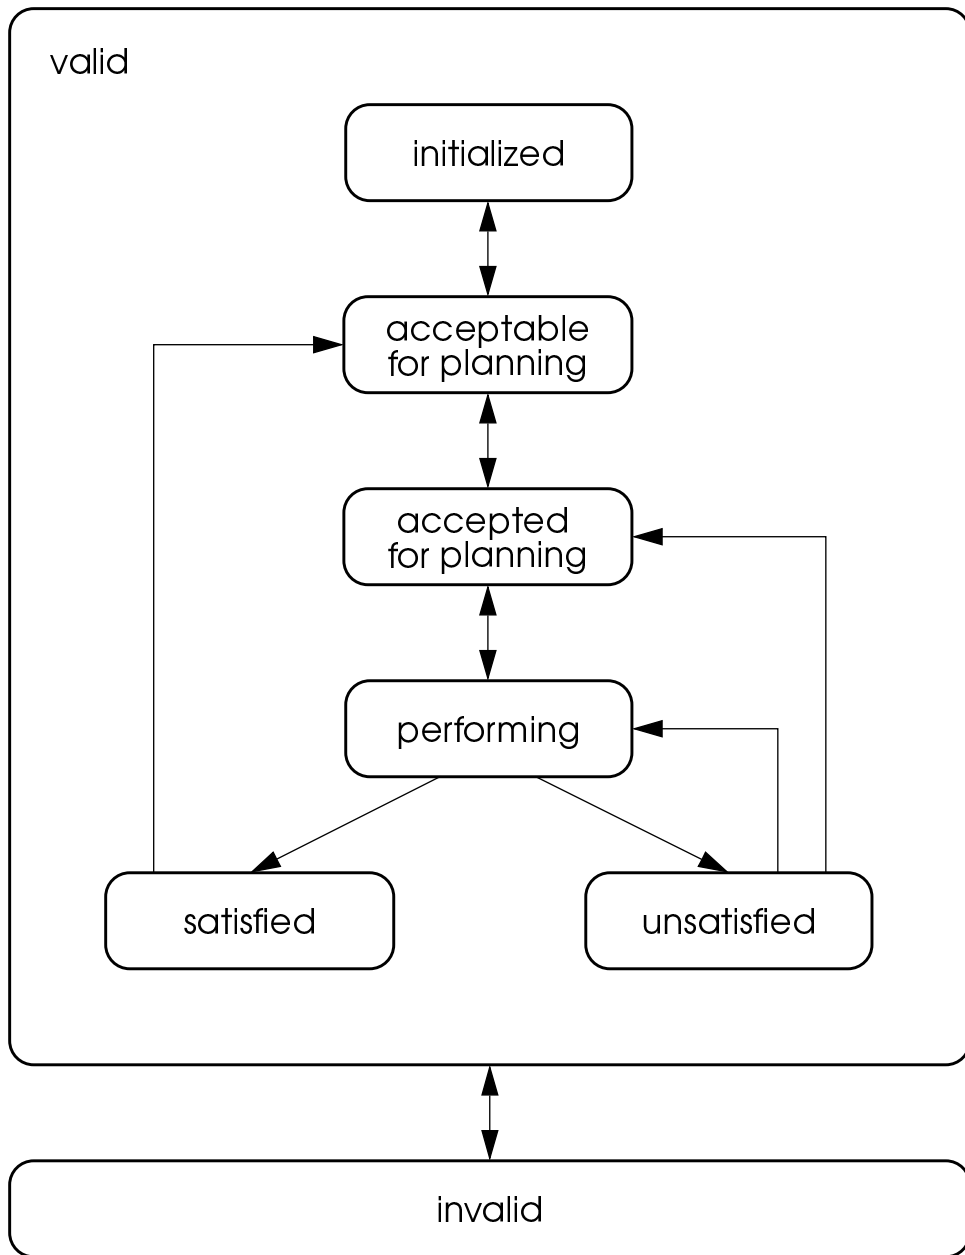 valid
initialized
acceptable
for planning
accepted
for planning
performing
satisfied
unsatisfied
invalid